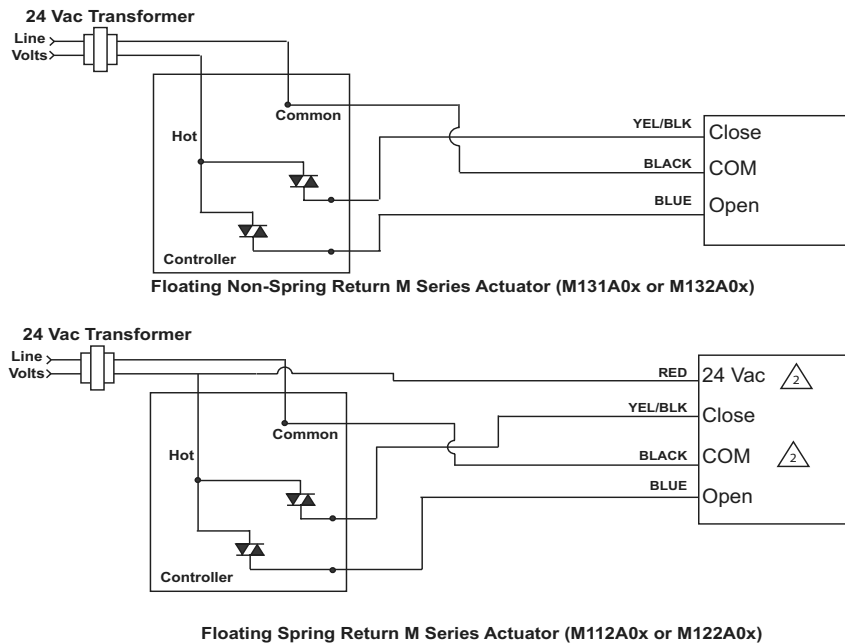 24 Vac Transformer
Line
Volts
Common
Hot
YEL/BLK
Close
BLACK
COM
BLUE
Open
Controller
Floating Non-Spring Return M Series Actuator (M131A0x or M132A0x)
24 Vac Transformer
Line
Volts
RED
24 Vac
2
YEL/BLK
Close
Common
Hot
BLACK
COM
2
BLUE
Open
Controller
Floating Spring Return M Series Actuator (M112A0x or M122A0x)